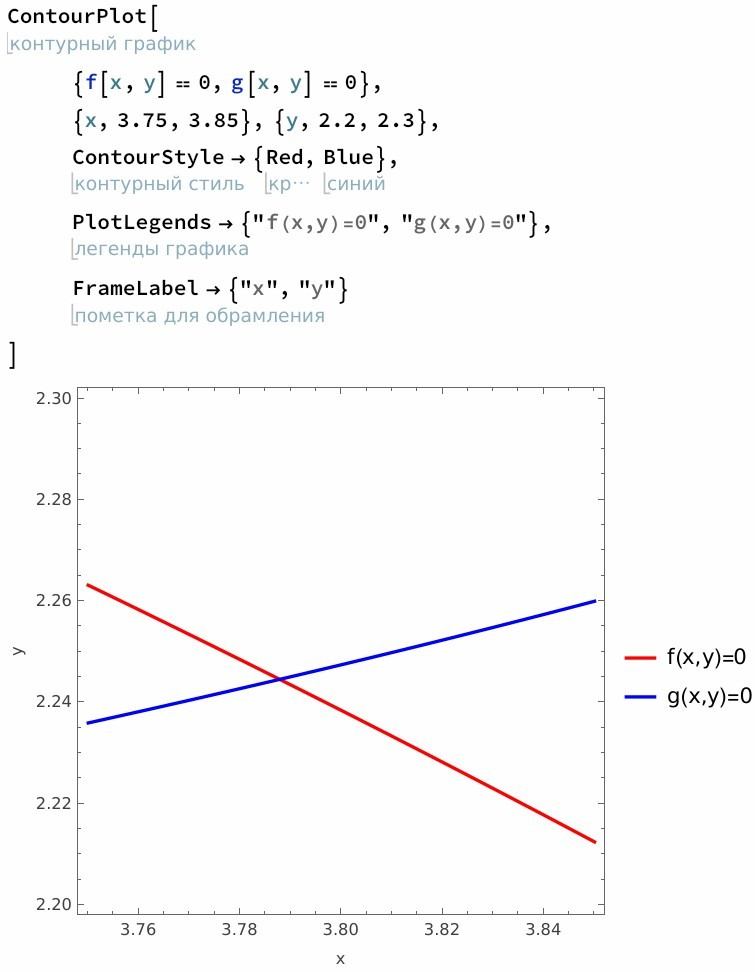 ContourPlot[
контурный график
{f[x, y] == 0, g[x, y] == 0},
{x, 3.75, 3.85}, {y, 2.2, 2.3},
ContourStyle → {Red, Blue},
контурный стиль кр⋯ синий
PlotLegends → {"f(x,y)=0", "g(x,y)=0"},
легенды графика
FrameLabel → {"x", "y"}
пометка для обрамления
]
2.30
2.28
2.26
2.24
2.22
2.20
y
3.76 3.78 3.80 3.82 3.84
x
f(x,y)=0
g(x,y)=0